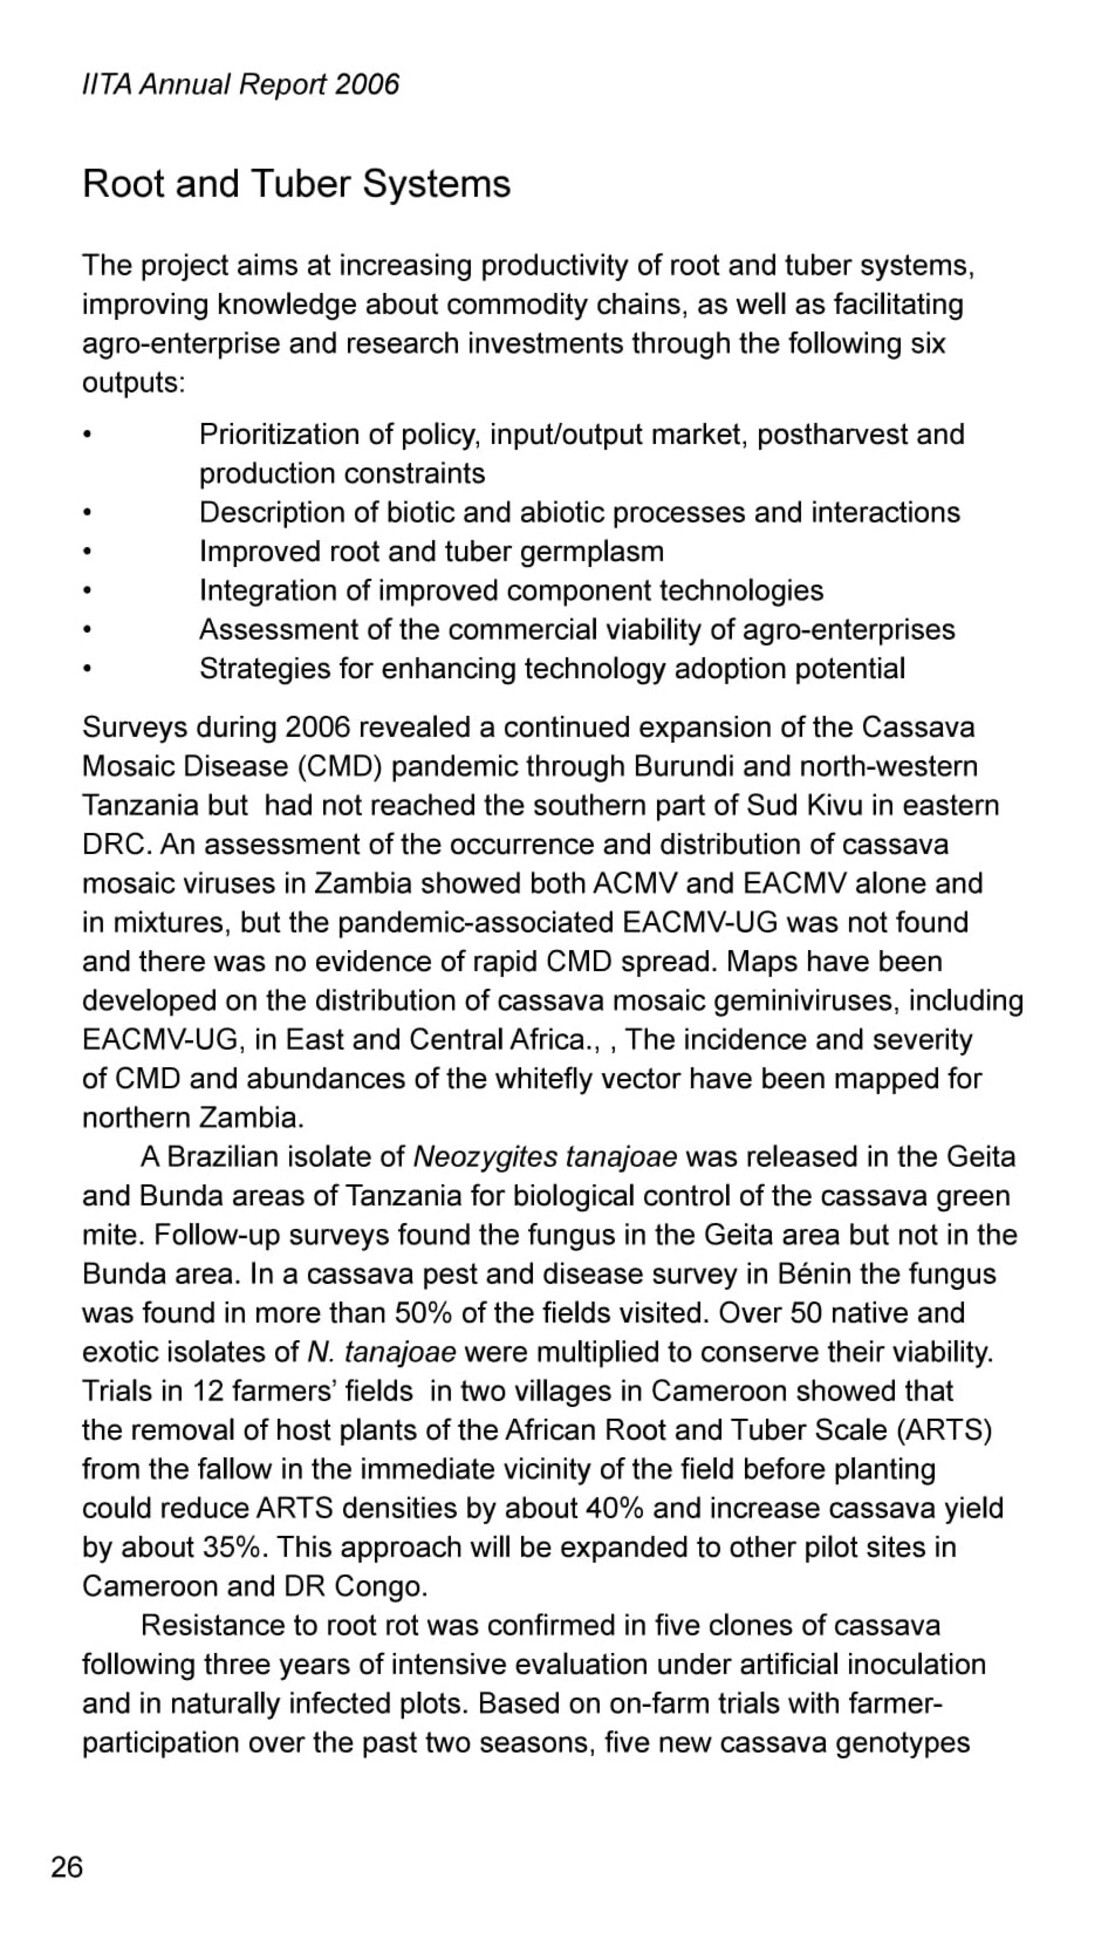 IITA Annual Report 2006
Root and Tuber Systems
The project aims at increasing productivity of root and tuber systems,
improving knowledge about commodity chains, as well as facilitating
agro-enterprise and research investments through the following six
outputs:
• Prioritization of policy, input/output market, postharvest and
production constraints
• Description of biotic and abiotic processes and interactions
• Improved root and tuber germplasm
• Integration of improved component technologies
• Assessment of the commercial viability of agro-enterprises
• Strategies for enhancing technology adoption potential
Surveys during 2006 revealed a continued expansion of the Cassava
Mosaic Disease (CMD) pandemic through Burundi and north-western
Tanzania but  had not reached the southern part of Sud Kivu in eastern
DRC. An assessment of the occurrence and distribution of cassava
mosaic viruses in Zambia showed both ACMV and EACMV alone and
in mixtures, but the pandemic-associated EACMV-UG was not found
and there was no evidence of rapid CMD spread. Maps have been
developed on the distribution of cassava mosaic geminiviruses, including
EACMV-UG, in East and Central Africa., , The incidence and severity
of CMD and abundances of the whitefly vector have been mapped for
northern Zambia.
A Brazilian isolate of Neozygites tanajoae was released in the Geita
and Bunda areas of Tanzania for biological control of the cassava green
mite. Follow-up surveys found the fungus in the Geita area but not in the
Bunda area. In a cassava pest and disease survey in Bénin the fungus
was found in more than 50% of the fields visited. Over 50 native and
exotic isolates of N. tanajoae were multiplied to conserve their viability.
Trials in 12 farmers’ fields  in two villages in Cameroon showed that
the removal of host plants of the African Root and Tuber Scale (ARTS)
from the fallow in the immediate vicinity of the field before planting
could reduce ARTS densities by about 40% and increase cassava yield
by about 35%. This approach will be expanded to other pilot sites in
Cameroon and DR Congo.
Resistance to root rot was confirmed in five clones of cassava
following three years of intensive evaluation under artificial inoculation
and in naturally infected plots. Based on on-farm trials with farmer-
participation over the past two seasons, five new cassava genotypes
26